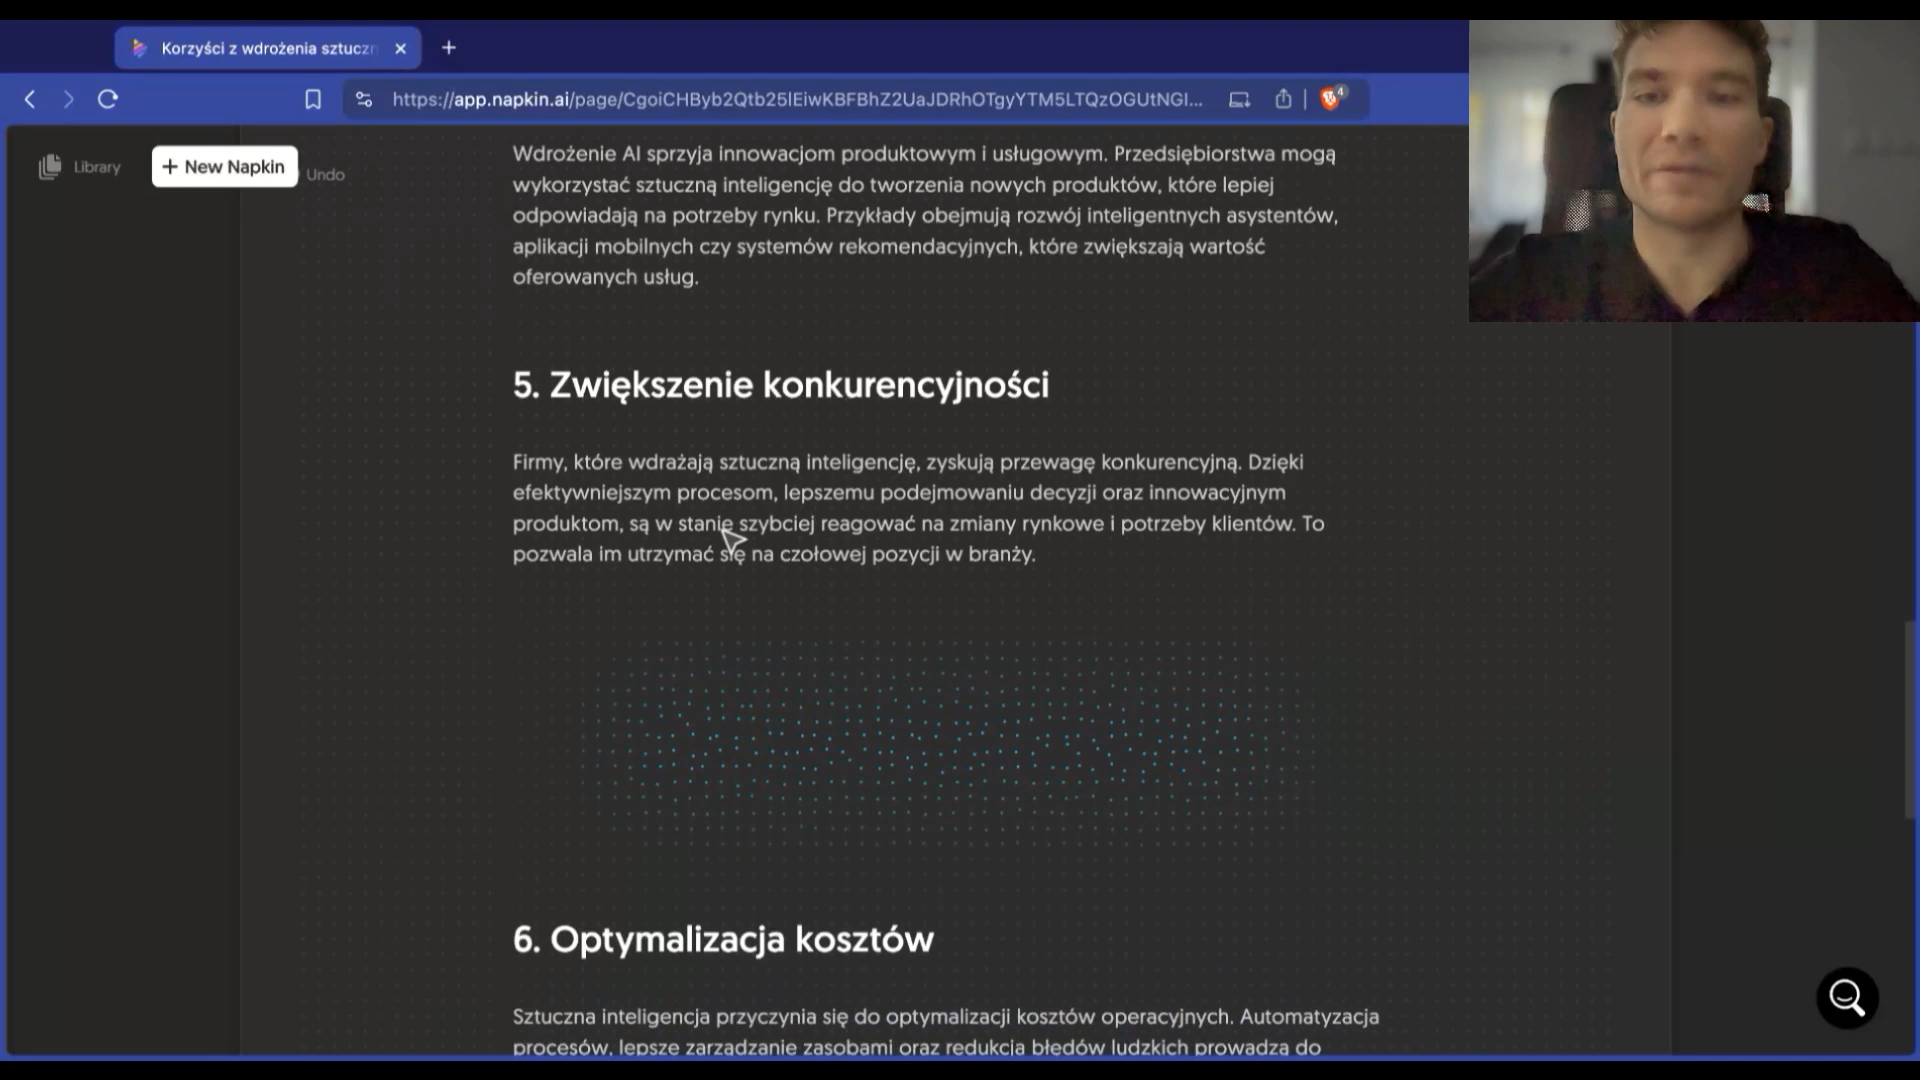 Korzyści z wdrożenia sztuczn
https://app.napkin.ai/page/CgoiCHByb2Qtb25lEiwKBFBhZ2UaJDRhOTgyYTM5LTQzOGUtNGI...
4
Library
+ New Napkin
Undo
Wdrożenie AI sprzyja innowacjom produktowym i usługowym. Przedsiębiorstwa mogą
wykorzystać sztuczną inteligencję do tworzenia nowych produktów, które lepiej
odpowiadają na potrzeby rynku. Przykłady obejmują rozwój inteligentnych asystentów,
aplikacji mobilnych czy systemów rekomendacyjnych, które zwiększają wartość
oferowanych usług.
5. Zwiększenie konkurencyjności
Firmy, które wdrażają sztuczną inteligencję, zyskują przewagę konkurencyjną. Dzięki
efektywniejszym procesom, lepszemu podejmowaniu decyzji oraz innowacyjnym
produktom, są w stanie szybciej reagować na zmiany rynkowe i potrzeby klientów. To
pozwala im utrzymać się na czołowej pozycji w branży.
6. Optymalizacja kosztów
Sztuczna inteligencja przyczynia się do optymalizacji kosztów operacyjnych. Automatyzacja
procesów, lepsze zarządzanie zasobami oraz redukcja błędów ludzkich prowadzą do